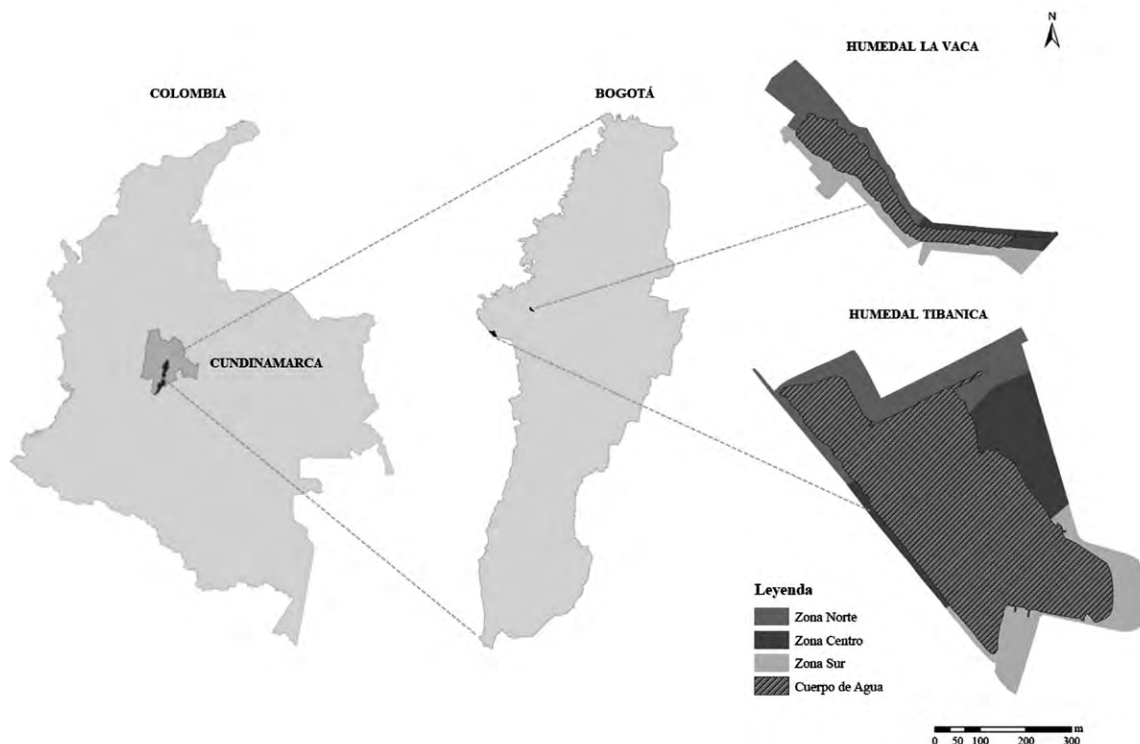 N
HUMEDAL LA VACA
COLOMBIA
BOGOTÁ
CUNDINAMARCA
HUMEDAL TIBANICA
Leyenda
Zona Norte
Zona Centro
Zona Sur
Cuerpo de Agua
m
0 50 100 200 300